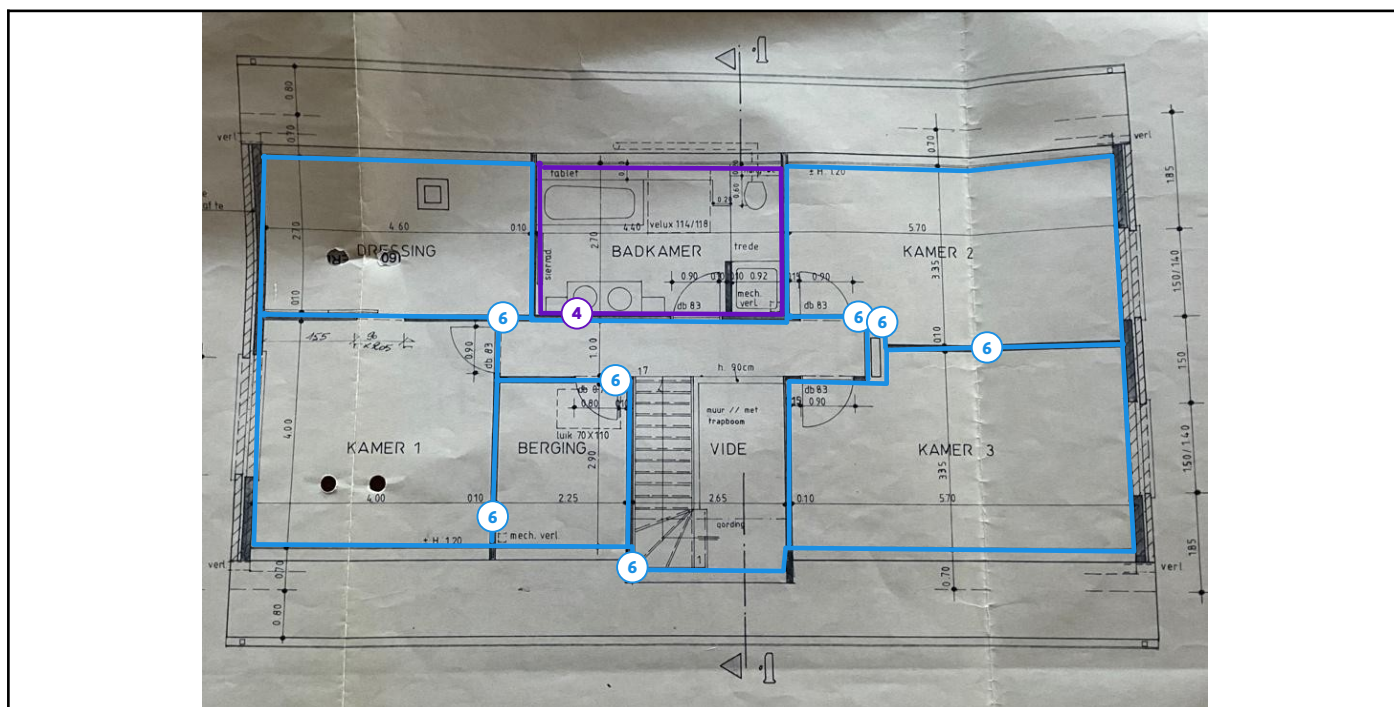 0.80
0.70
verl
0.70
verl
185
tablet
± H. 1.20
0.60
0.20
4.60
0.10
4.40
velux 114/118
5.70
2.70
DRESSING
2.70
BADKAMER
trede
KAMER 2
3.35
150/140
sierrad
0.90
0.10
0.10
0.92
0.15
0.90
010
db 83
mech.
verl.
db 83
4
6
6
6
6
0.10
155
90
0.90
db 83
1.00
17
h. 90cm
150
6
db 83
0.15
0.90
0.80
luik 70X110
muur // met
trapboom
4.00
KAMER 1
BERGING
2.90
VIDE
KAMER 3
3.35
150/140
4.00
0.10
2.25
2.65
0.10
5.70
6
gording
± H. 1.20
mech. verl.
1
185
verl
0.70
6
0.70
verl
0.80